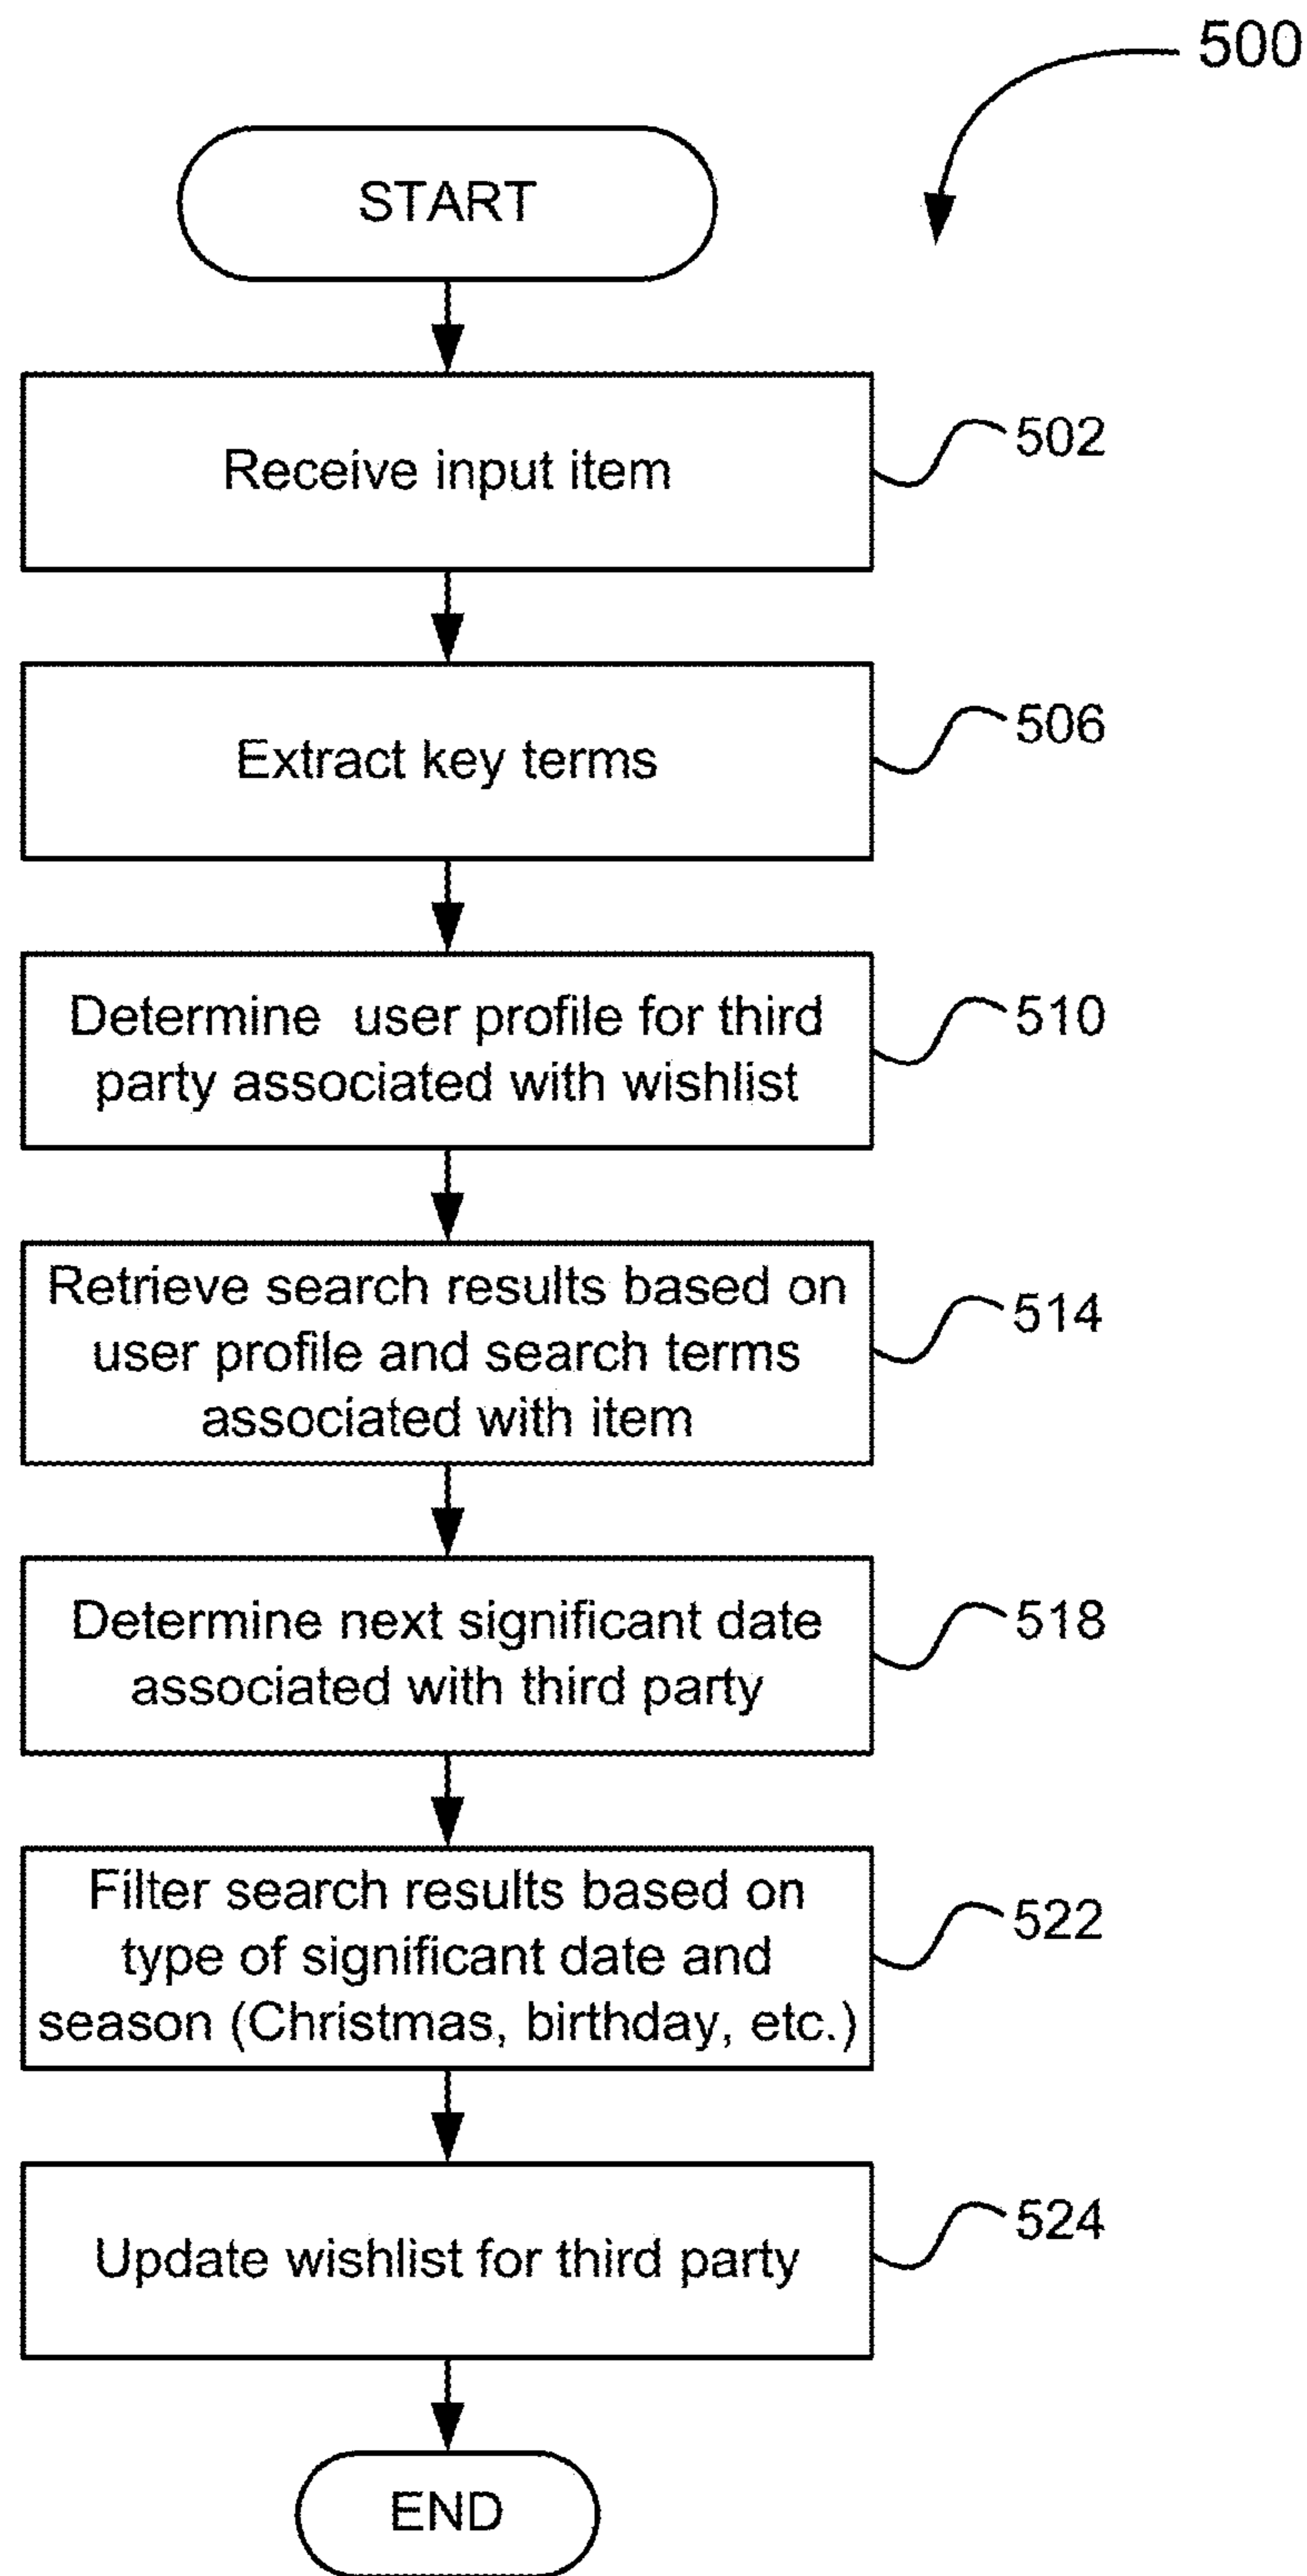 500
START
Receive input item
502
Extract key terms
506
Determine user profile for third
party associated with wishlist
510
Retrieve search results based on
user profile and search terms
associated with item
514
Determine next significant date
associated with third party
518
Filter search results based on
type of significant date and
season (Christmas, birthday, etc.)
522
Update wishlist for third party
524
END